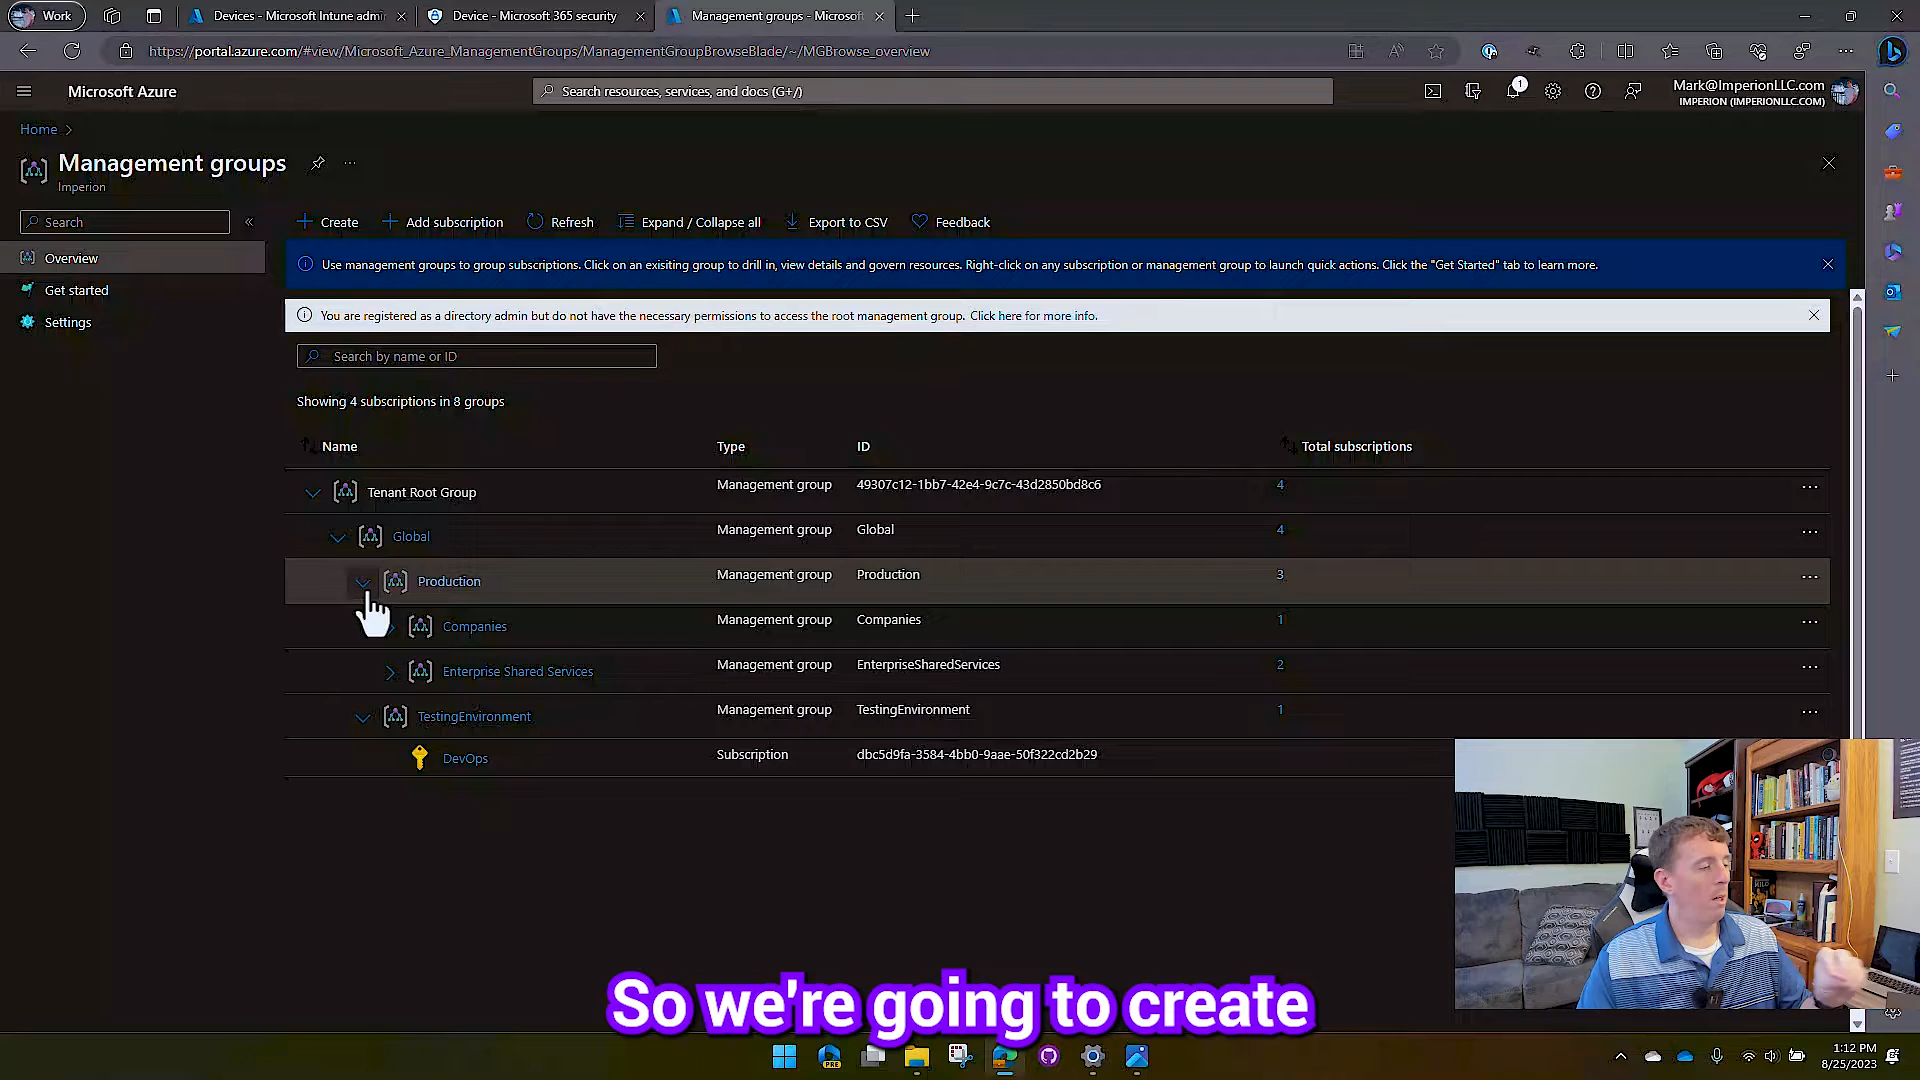 Work
Devices - Microsoft Intune admin
Device - Microsoft 365 security
Management groups - Microsoft
https://portal.azure.com/#view/Microsoft_Azure_ManagementGroups/ManagementGroupBrowseBlade/~/MGBrowse_overview
Microsoft Azure
Search resources, services, and docs (G+/)
1
Mark@ImperionLLC.com
IMPERION (IMPERIONLLC.COM)
Home
Management groups
Imperion
Search
Create
Add subscription
Refresh
Expand / Collapse all
Export to CSV
Feedback
Overview
Get started
Settings
Use management groups to group subscriptions. Click on an exisiting group to drill in, view details and govern resources. Right-click on any subscription or management group to launch quick actions. Click the "Get Started" tab to learn more.
You are registered as a directory admin but do not have the necessary permissions to access the root management group. Click here for more info.
Search by name or ID
Showing 4 subscriptions in 8 groups
Name Type ID Total subscriptions
Tenant Root Group Management group 49307c12-1bb7-42e4-9c7c-43d2850bd8c6 4
Global Management group Global 4
Production Management group Production 3
Companies Management group Companies 1
Enterprise Shared Services Management group EnterpriseSharedServices 2
TestingEnvironment Management group TestingEnvironment 1
DevOps Subscription dbc5d9fa-3584-4bb0-9aae-50f322cd2b29
So we're going to create
PRE
1:12 PM
8/25/2023